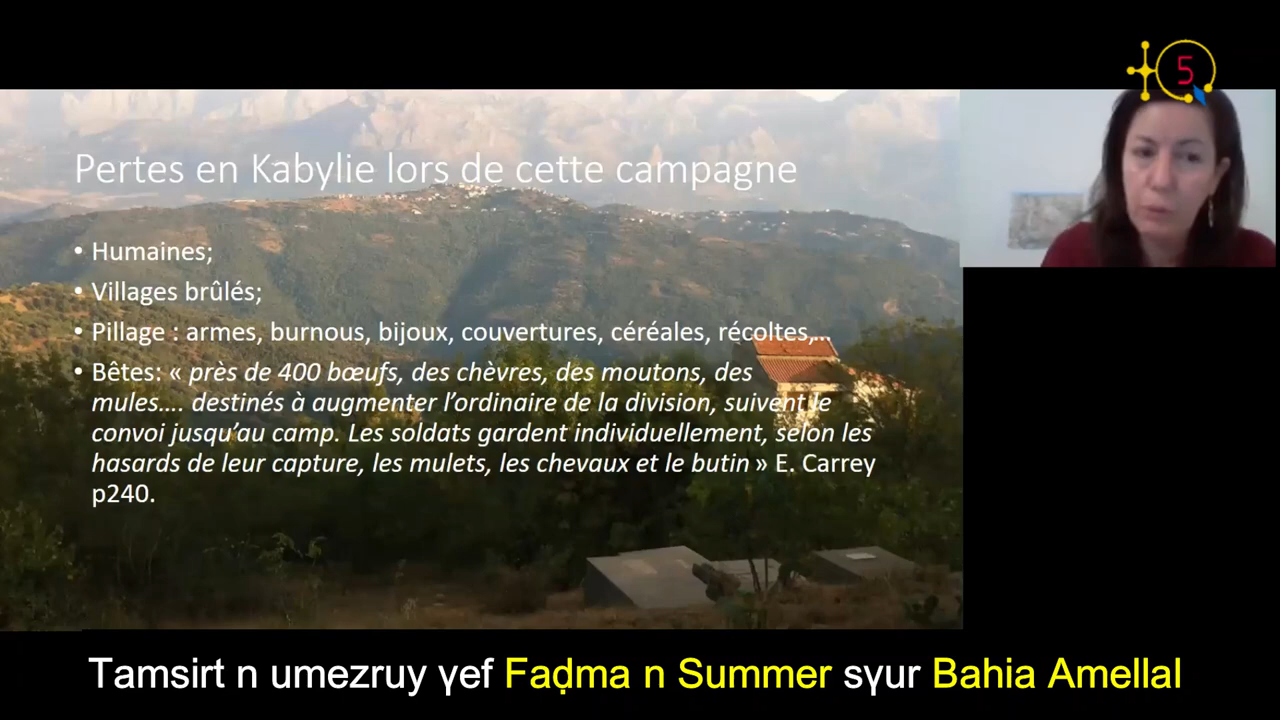 5
Pertes en Kabylie lors de cette campagne
• Humaines;
• Villages brûlés;
• Pillage : armes, burnous, bijoux, couvertures, céréales, récoltes,…
• Bêtes: « près de 400 bœufs, des chèvres, des moutons, des
mules…. destinés à augmenter l’ordinaire de la division, suivent le
convoi jusqu’au camp. Les soldats gardent individuellement, selon les
hasards de leur capture, les mulets, les chevaux et le butin » E. Carrey
p240.
Tamsirt n umezruy γef Faḍma n Summer sγur Bahia Amellal